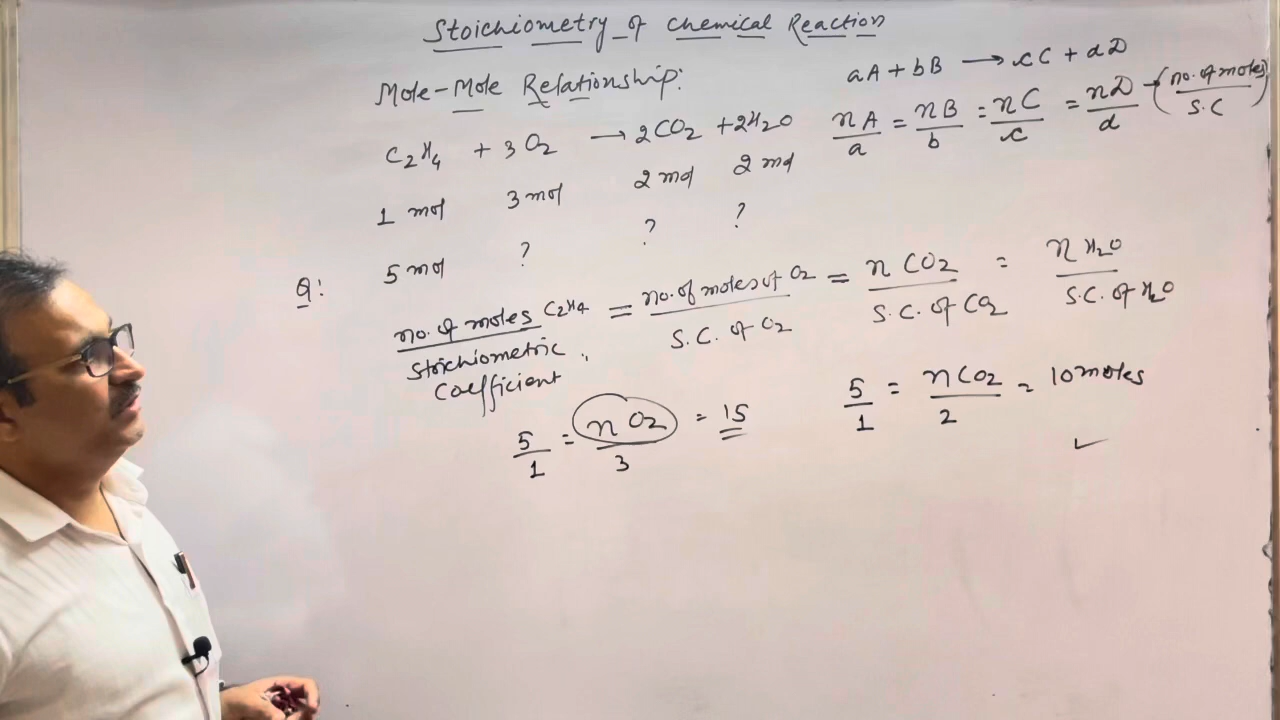 Stoichiometry of Chemical Reaction
Mole-Mole Relationship:
C₂H₄ + 3O₂ → 2CO₂ + 2H₂O
1 mol 3 mol 2 mol 2 mol
Q: 5 mol ? ? ?
aA + bB → cC + dD
nA/a = nB/b = nC/c = nD/d → (no. of moles/S.C)
no. of moles C₂H₄/Stoichiometric Coefficient = no. of moles of O₂/S.C. of O₂ = nCO₂/S.C. of CO₂ = nH₂O/S.C. of H₂O
5/1 = nO₂/3 = 15
5/1 = nCO₂/2 = 10 moles
✓